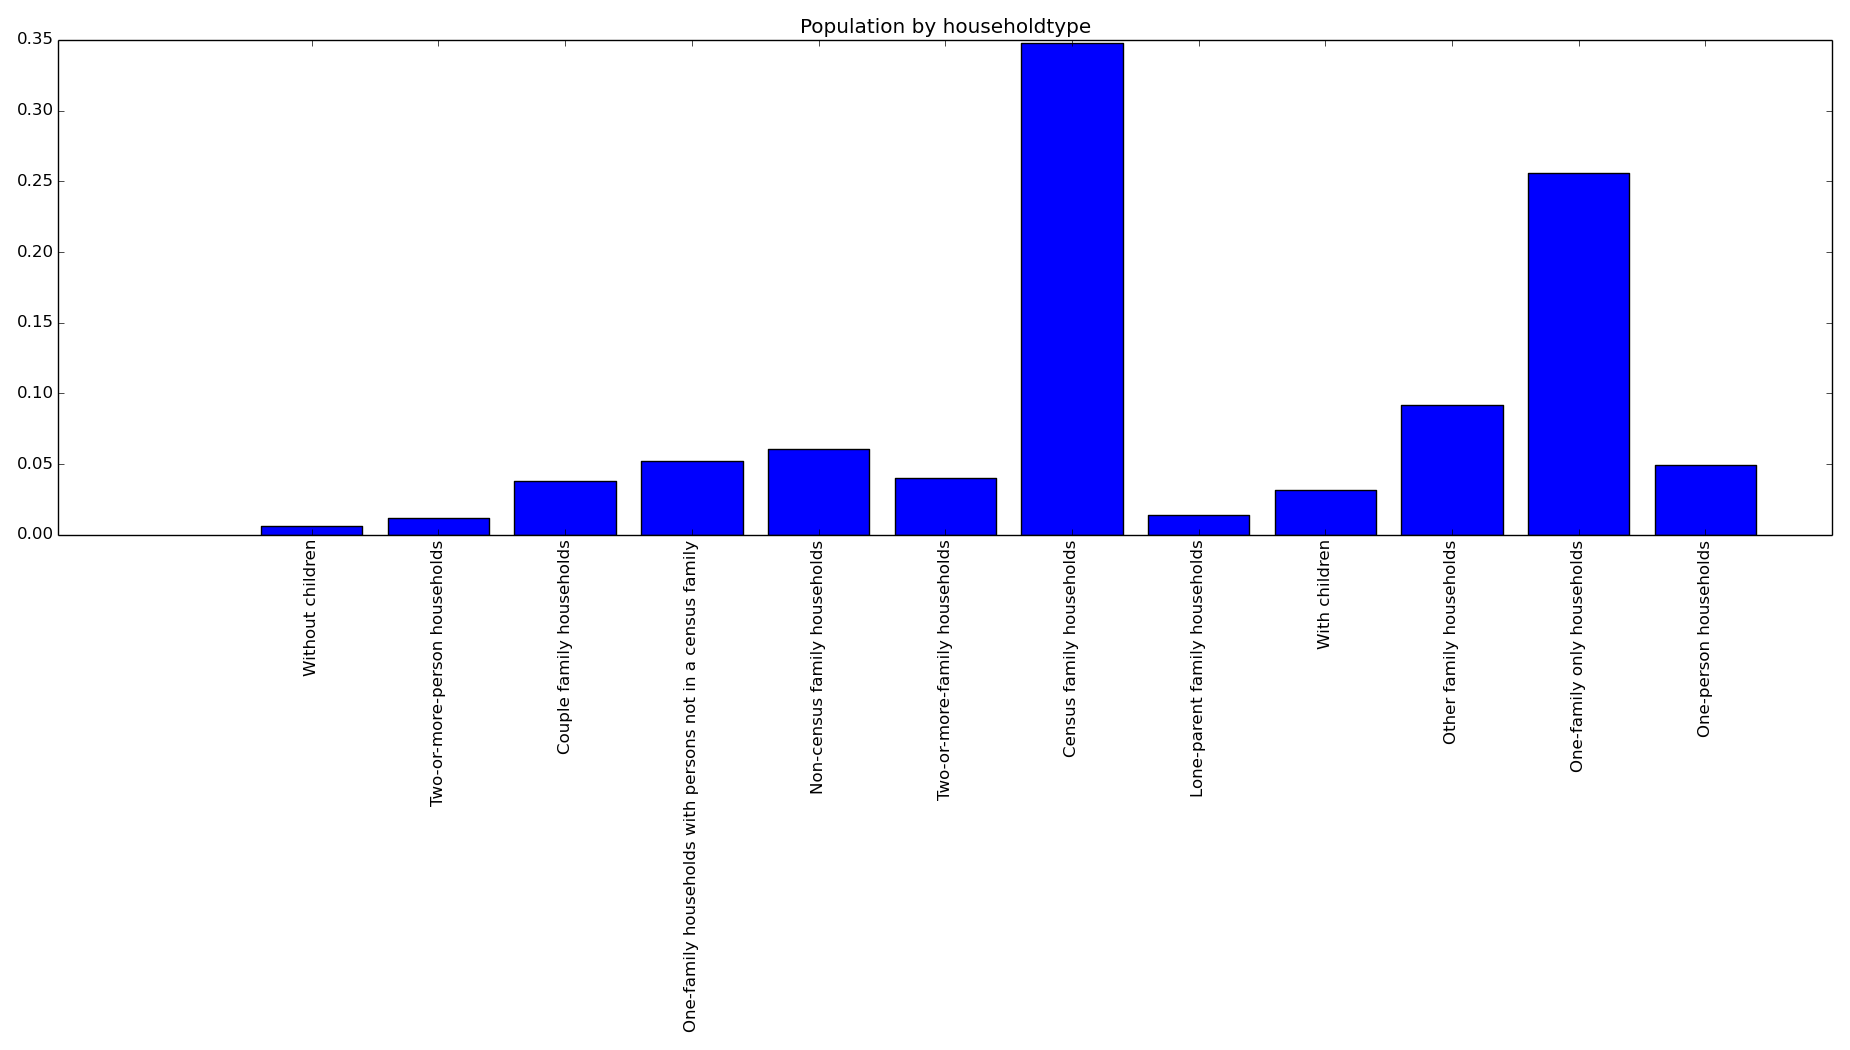 Population by householdtype
0.35
0.30
0.25
0.20
0.15
0.10
0.05
0.00
Without children
Two-or-more-person households
Couple family households
One-family households with persons not in a census family
Non-census family households
Two-or-more-family households
Census family households
Lone-parent family households
With children
Other family households
One-family only households
One-person households